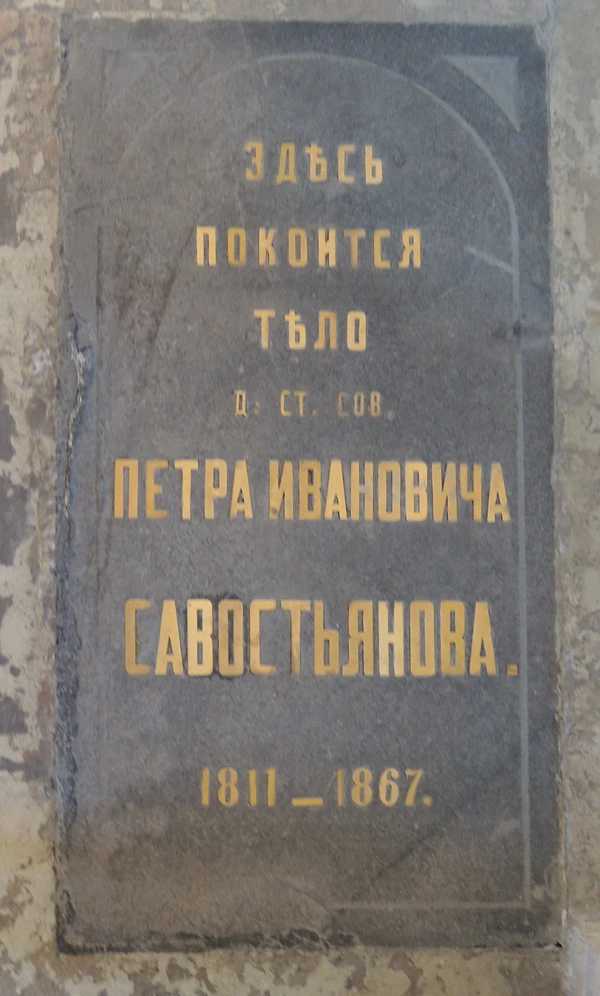 ЗДѢСЬ
ПОКОИТСЯ
ТѢЛО
Д: СТ. СОВ.
ПЕТРА ИВАНОВИЧА
САВОСТЬЯНОВА.
1811 — 1867.